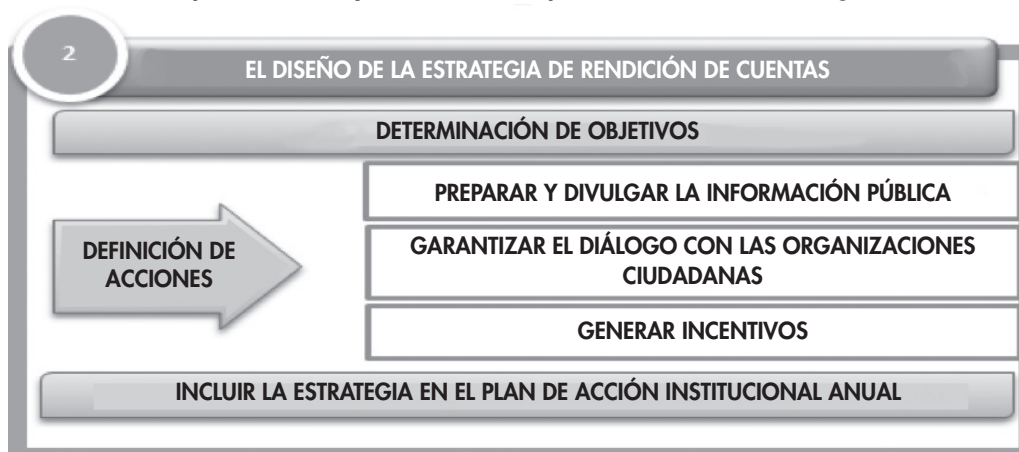 2
EL DISEÑO DE LA ESTRATEGIA DE RENDICIÓN DE CUENTAS
DETERMINACIÓN DE OBJETIVOS
PREPARAR Y DIVULGAR LA INFORMACIÓN PÚBLICA
DEFINICIÓN DE
ACCIONES
GARANTIZAR EL DIÁLOGO CON LAS ORGANIZACIONES
CIUDADANAS
GENERAR INCENTIVOS
INCLUIR LA ESTRATEGIA EN EL PLAN DE ACCIÓN INSTITUCIONAL ANUAL